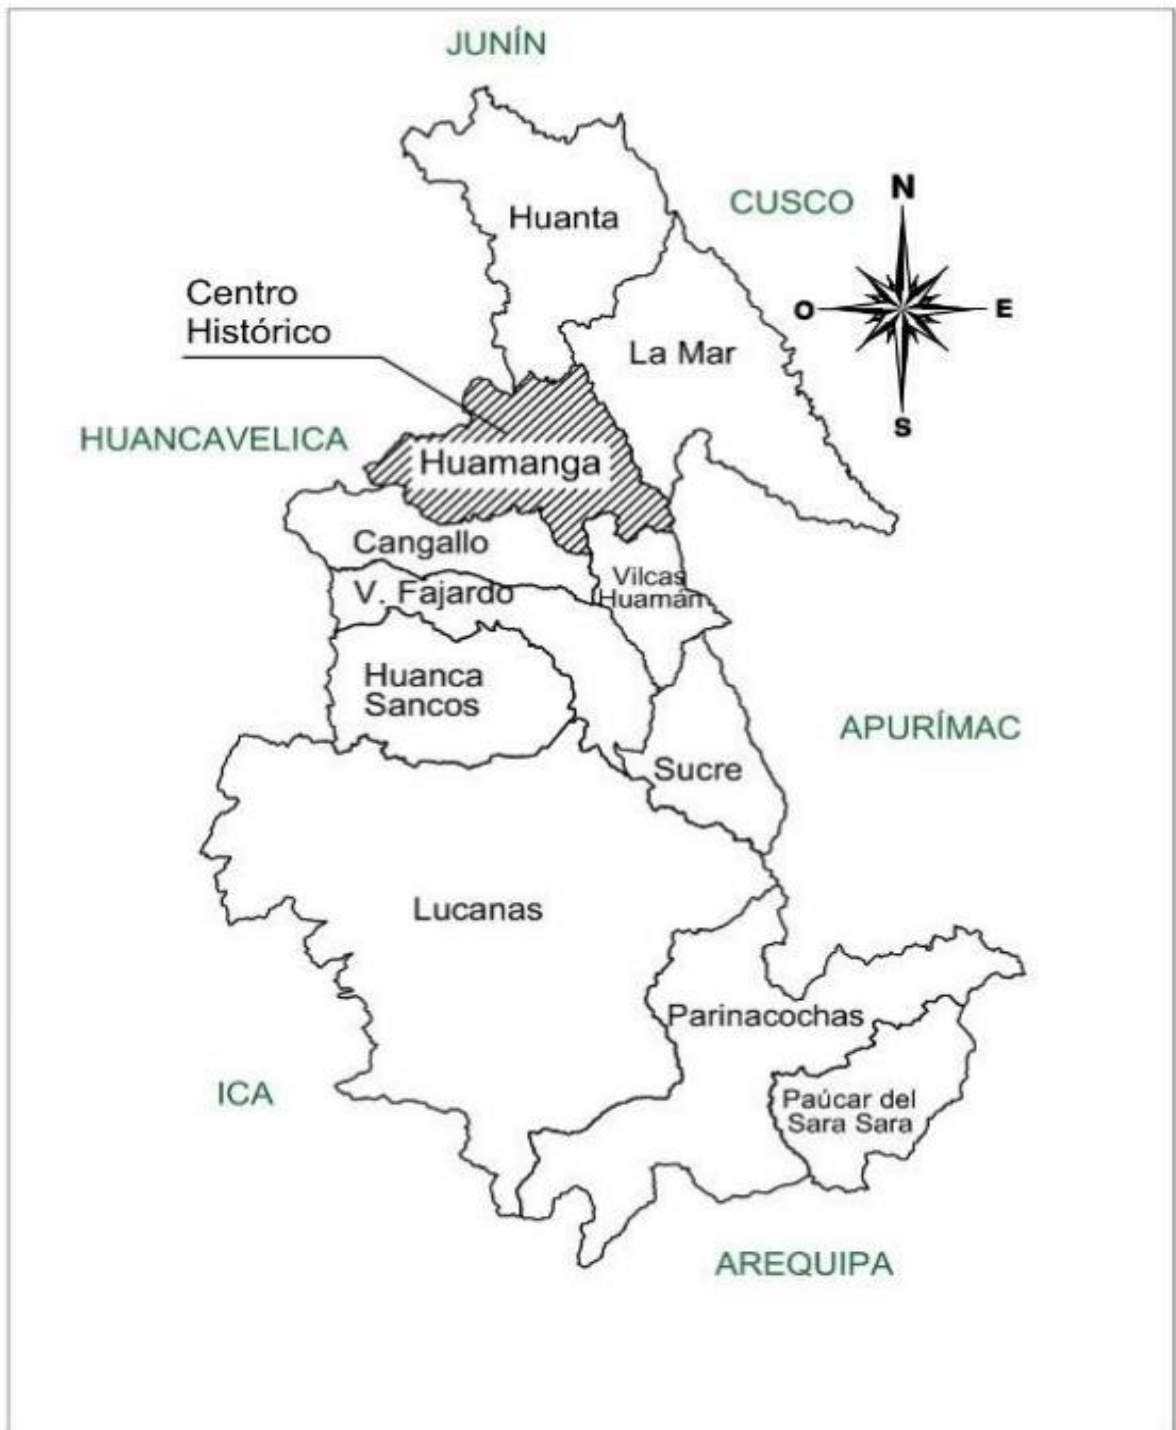 JUNÍN
CUSCO
N
Huanta
Centro
Histórico
O
E
La Mar
S
HUANCAVELICA
Huamanga
Cangallo
Vilcas
Huamán
V. Fajardo
Huanca
Sancos
APURÍMAC
Sucre
Lucanas
Parinacochas
ICA
Paúcar del
Sara Sara
AREQUIPA